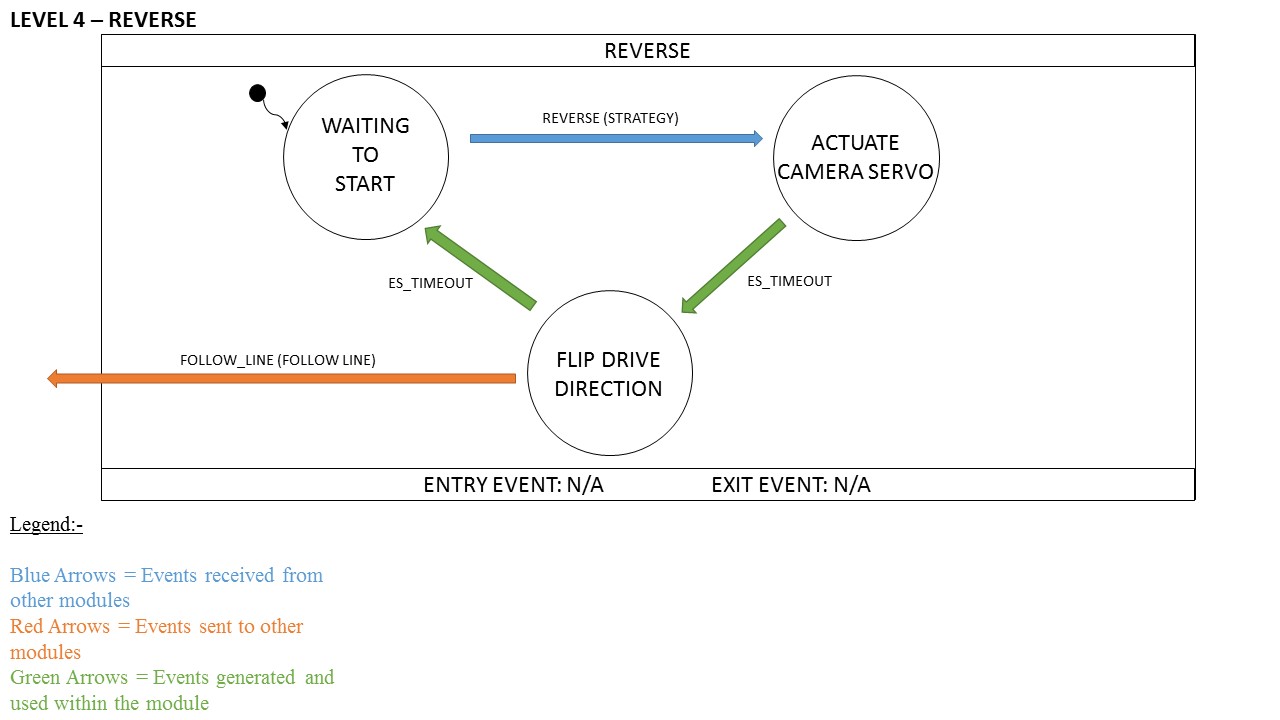 LEVEL 4 – REVERSE
REVERSE
WAITING
TO
START
REVERSE (STRATEGY)
ACTUATE
CAMERA SERVO
ES_TIMEOUT
ES_TIMEOUT
FOLLOW_LINE (FOLLOW LINE)
FLIP DRIVE
DIRECTION
ENTRY EVENT: N/A EXIT EVENT: N/A
Legend:-
Blue Arrows = Events received from
other modules
Red Arrows = Events sent to other
modules
Green Arrows = Events generated and
used within the module